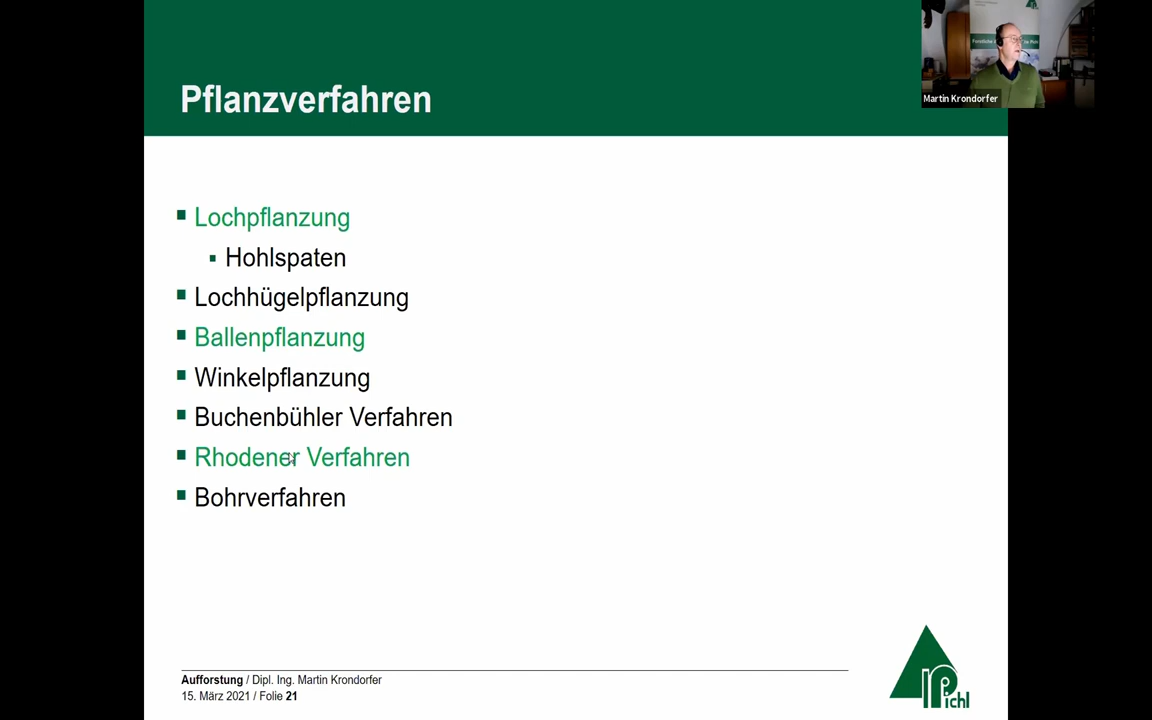 Pflanzverfahren
Martin Krondorfer
Lochpflanzung
Hohlspaten
Lochhügelpflanzung
Ballenpflanzung
Winkelpflanzung
Buchenbühler Verfahren
Rhodener Verfahren
Bohrverfahren
Aufforstung / Dipl. Ing. Martin Krondorfer
15. März 2021 / Folie 21
Pichl